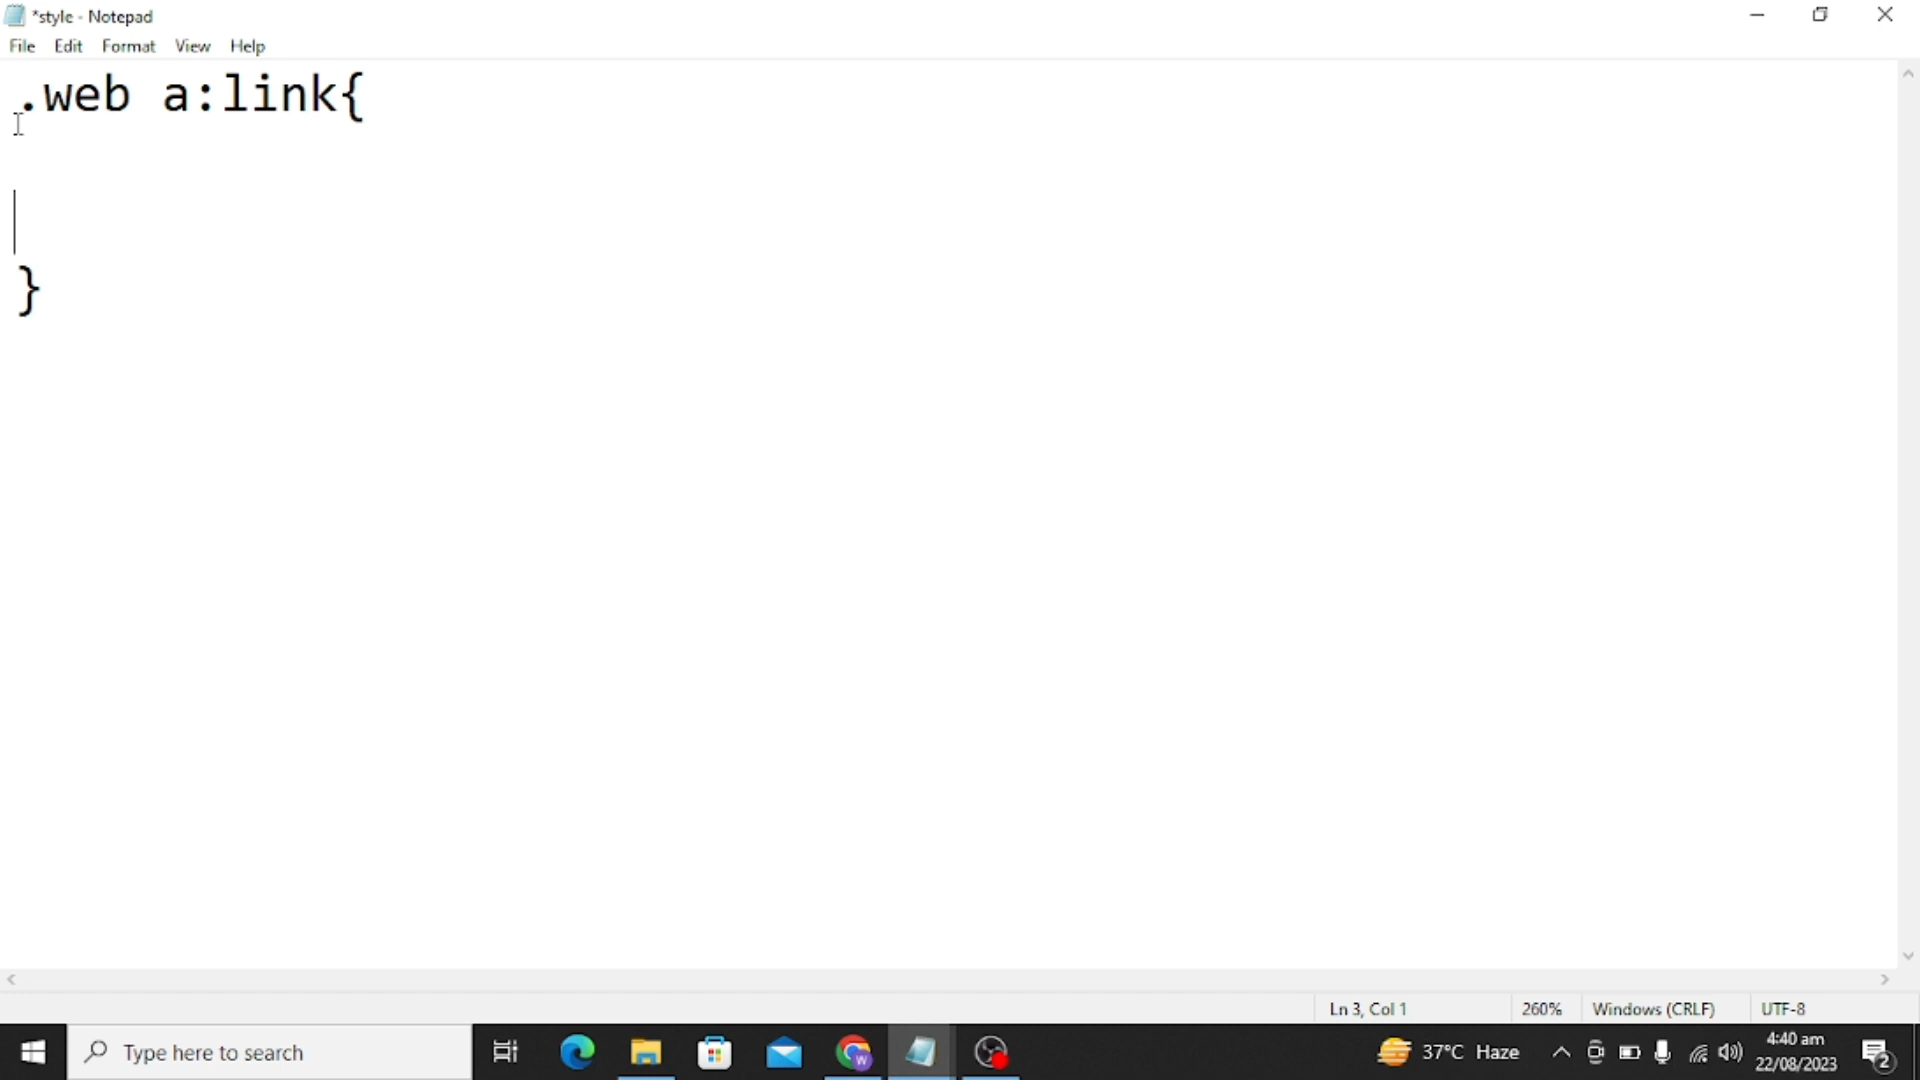 *style - Notepad
File Edit Format View Help
.web a:link{
}
Ln 3, Col 1 260% Windows (CRLF) UTF-8
Type here to search
W
37°C Haze
4:40 am
22/08/2023
2